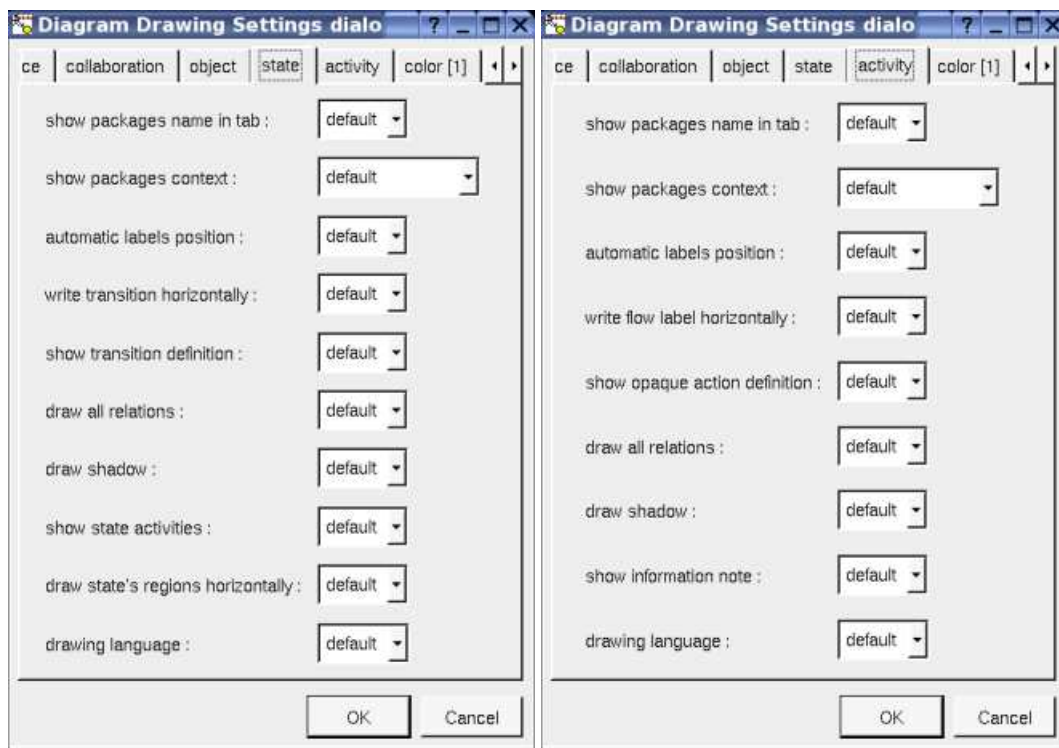 Diagram Drawing Settings dialo
ce collaboration object state activity color [1]
show packages name in tab : default
show packages context : default
automatic labels position : default
write transition horizontally : default
show transition definition : default
draw all relations : default
draw shadow : default
show state activities : default
draw state's regions horizontally : default
drawing language : default
OK Cancel
Diagram Drawing Settings dialo
ce collaboration object state activity color [1]
show packages name in tab : default
show packages context : default
automatic labels position : default
write flow label horizontally : default
show opaque action definition : default
draw all relations : default
draw shadow : default
show information note : default
drawing language : default
OK Cancel